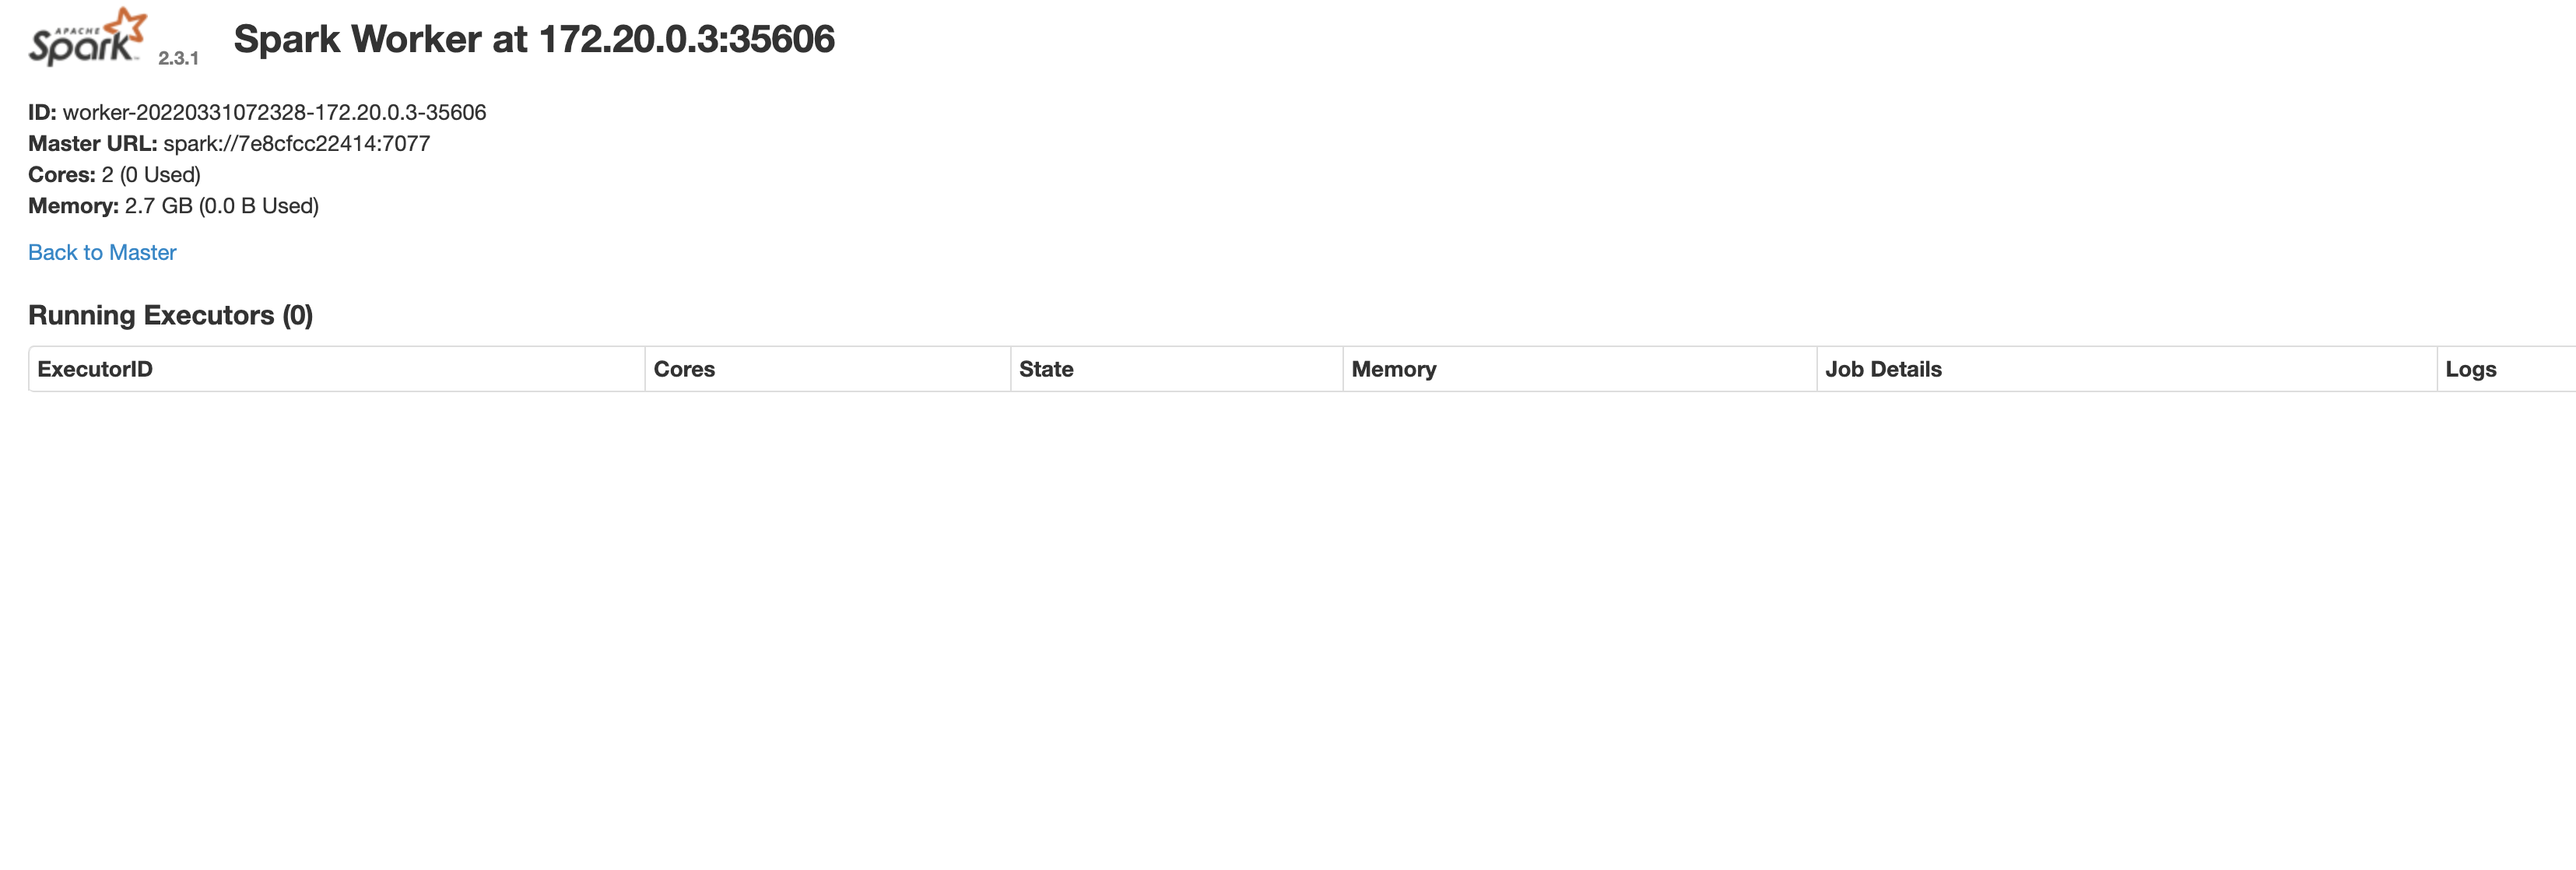 APACHE
Spark™ 2.3.1 Spark Worker at 172.20.0.3:35606
ID: worker-20220331072328-172.20.0.3-35606
Master URL: spark://7e8cfcc22414:7077
Cores: 2 (0 Used)
Memory: 2.7 GB (0.0 B Used)
Back to Master
Running Executors (0)
ExecutorID Cores State Memory Job Details Logs